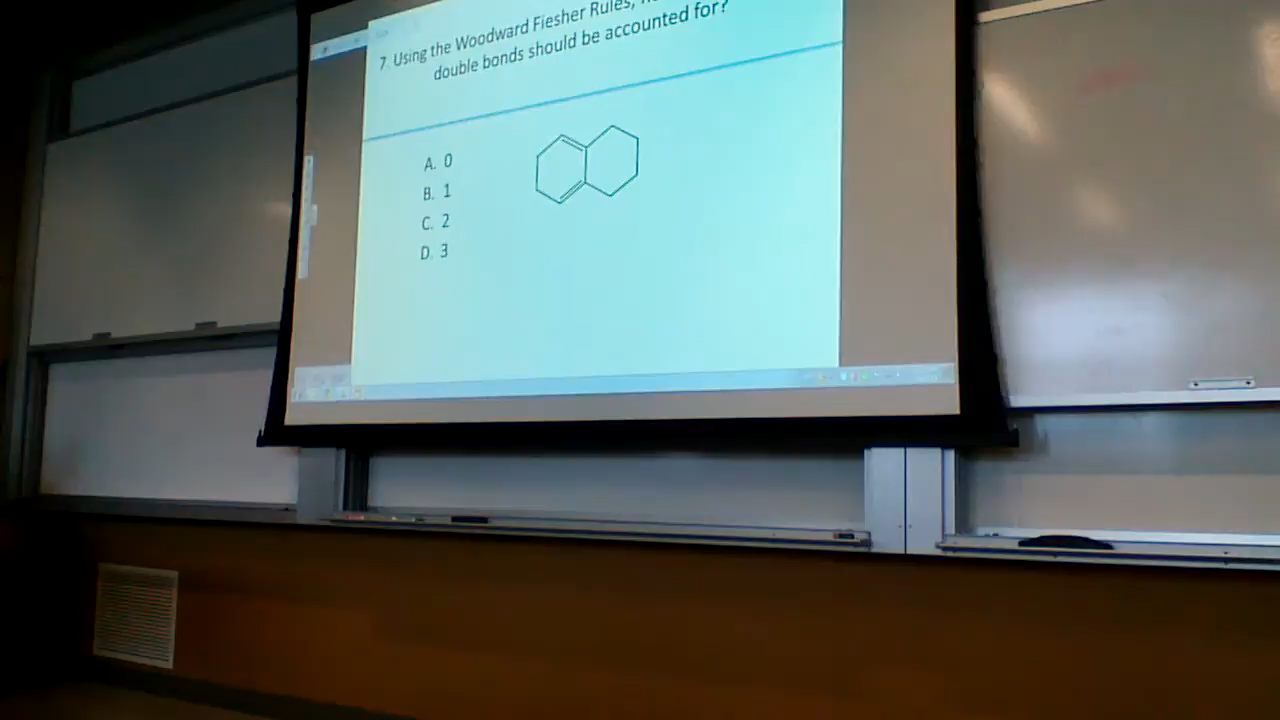 7. Using the Woodward Fiesher Rules,
double bonds should be accounted for?
A. 0
B. 1
C. 2
D. 3